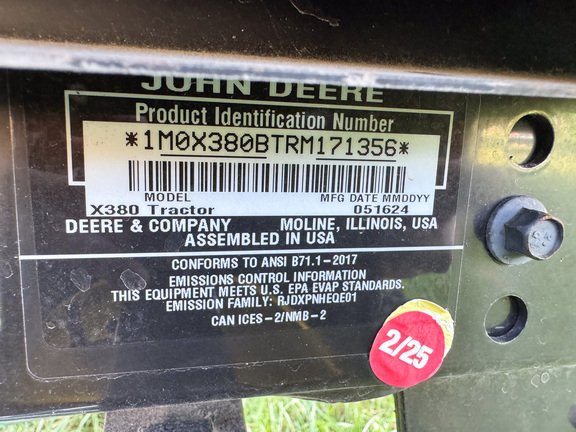 JOHN DEERE
Product Identification Number
*1M0X380BTRM171356*
MODEL MFG DATE MMDDYY
X380 Tractor 051624
DEERE & COMPANY MOLINE, ILLINOIS, USA
ASSEMBLED IN USA
CONFORMS TO ANSI B71.1-2017
EMISSIONS CONTROL INFORMATION
THIS EQUIPMENT MEETS U.S. EPA EVAP STANDARDS.
EMISSION FAMILY: RJDXPNHEQE01
CAN ICES-2/NMB-2
2/25